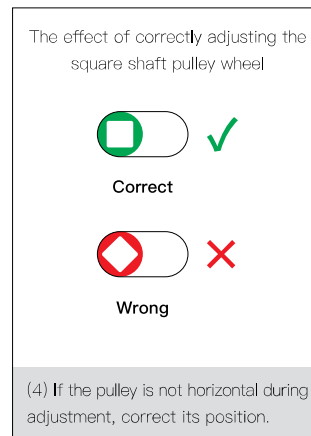 The effect of correctly adjusting the
square shaft pulley wheel
Correct
Wrong
(4) If the pulley is not horizontal during
adjustment, correct its position.